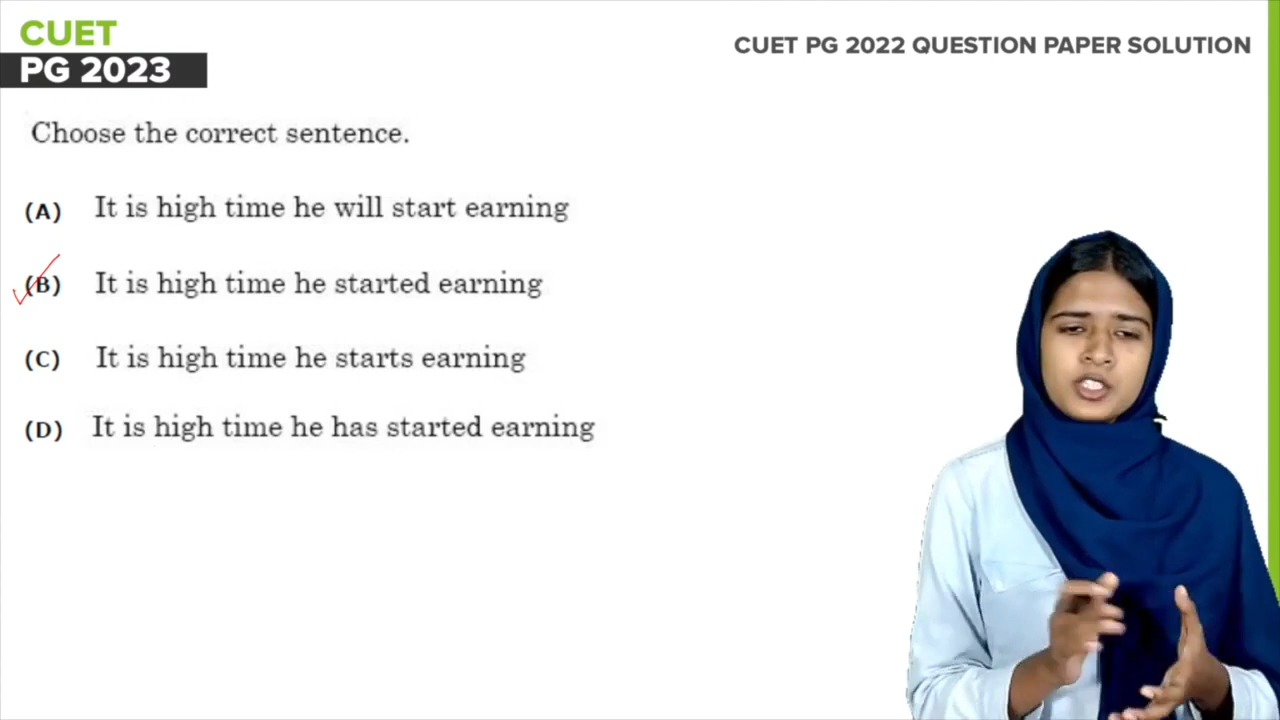 CUET
PG 2023
CUET PG 2022 QUESTION PAPER SOLUTION
Choose the correct sentence.
(A) It is high time he will start earning
(B) It is high time he started earning
(C) It is high time he starts earning
(D) It is high time he has started earning